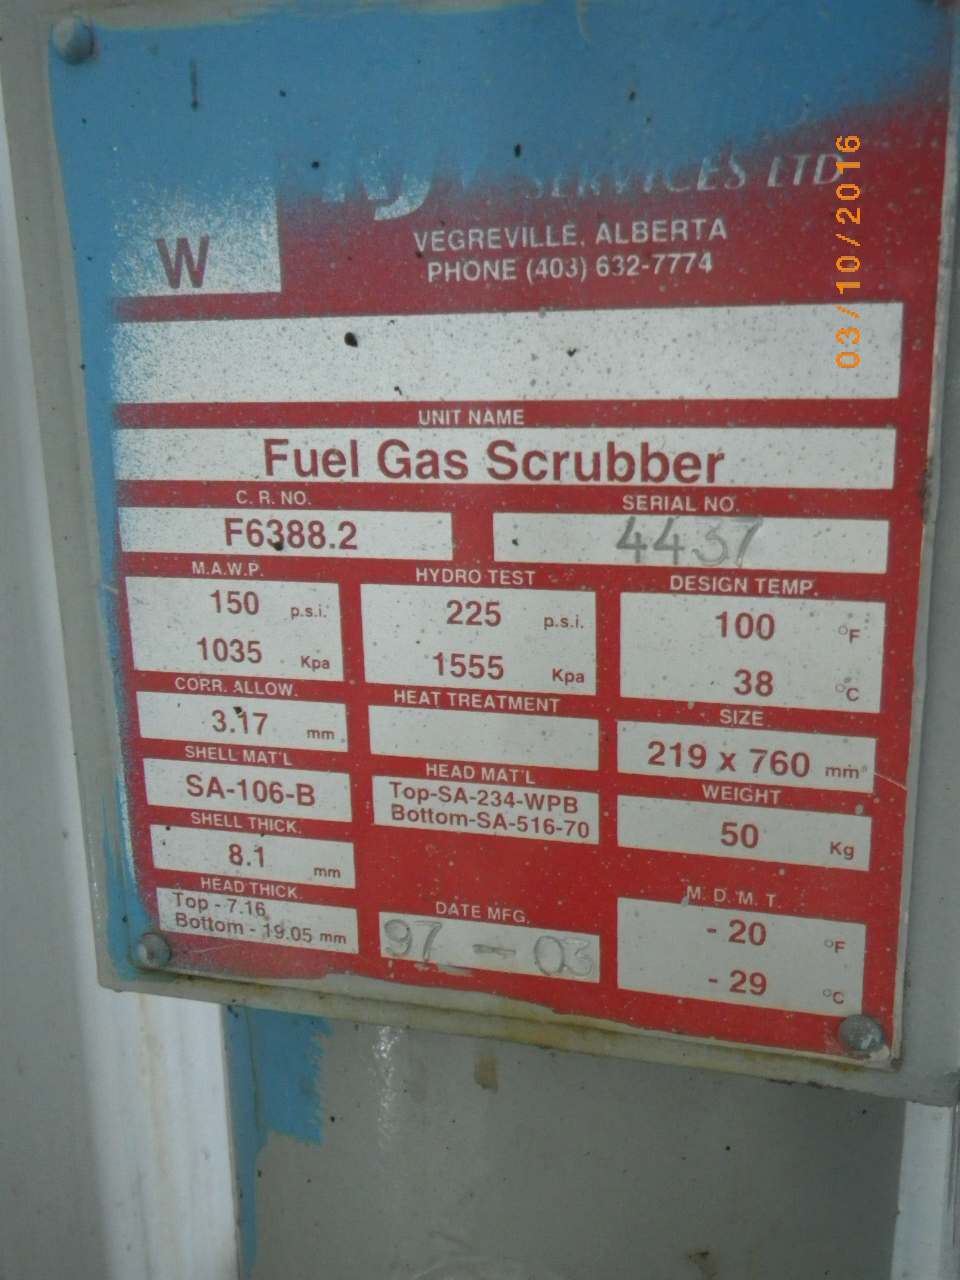 SERVICES LTD
W
VEGREVILLE, ALBERTA
PHONE (403) 632-7774
03/10/2016
UNIT NAME
Fuel Gas Scrubber
C. R. NO.
F6388.2
SERIAL NO.
4437
M.A.W.P.
150 p.s.i.
1035 Kpa
HYDRO TEST
225 p.s.i.
1555 Kpa
DESIGN TEMP.
100 °F
38 °C
CORR. ALLOW.
3.17 mm
HEAT TREATMENT
SIZE
219 x 760 mm
SHELL MAT'L
SA-106-B
HEAD MAT'L
Top-SA-234-WPB
Bottom-SA-516-70
WEIGHT
50 Kg
SHELL THICK.
8.1 mm
HEAD THICK.
Top - 7.16
Bottom - 19.05 mm
DATE MFG.
97 - 03
M. D. M. T.
- 20 °F
- 29 °C